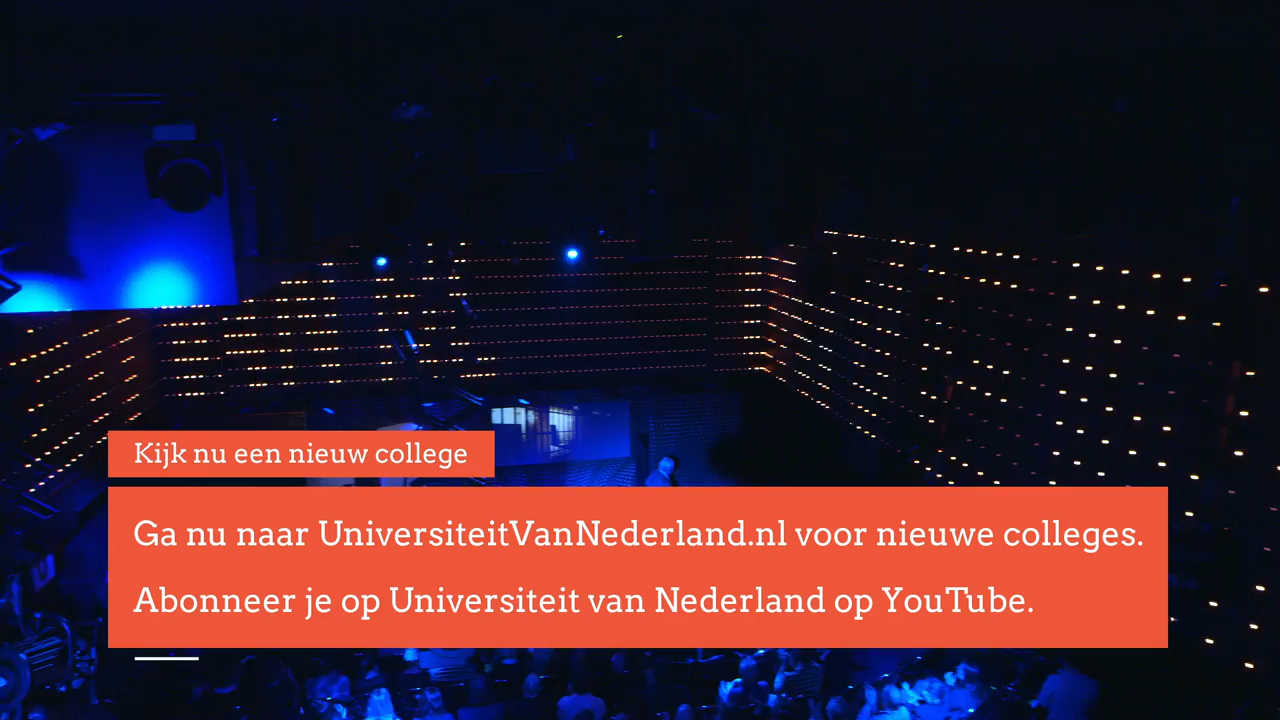 Kijk nu een nieuw college
Ga nu naar UniversiteitVanNederland.nl voor nieuwe colleges.
Abonneer je op Universiteit van Nederland op YouTube.